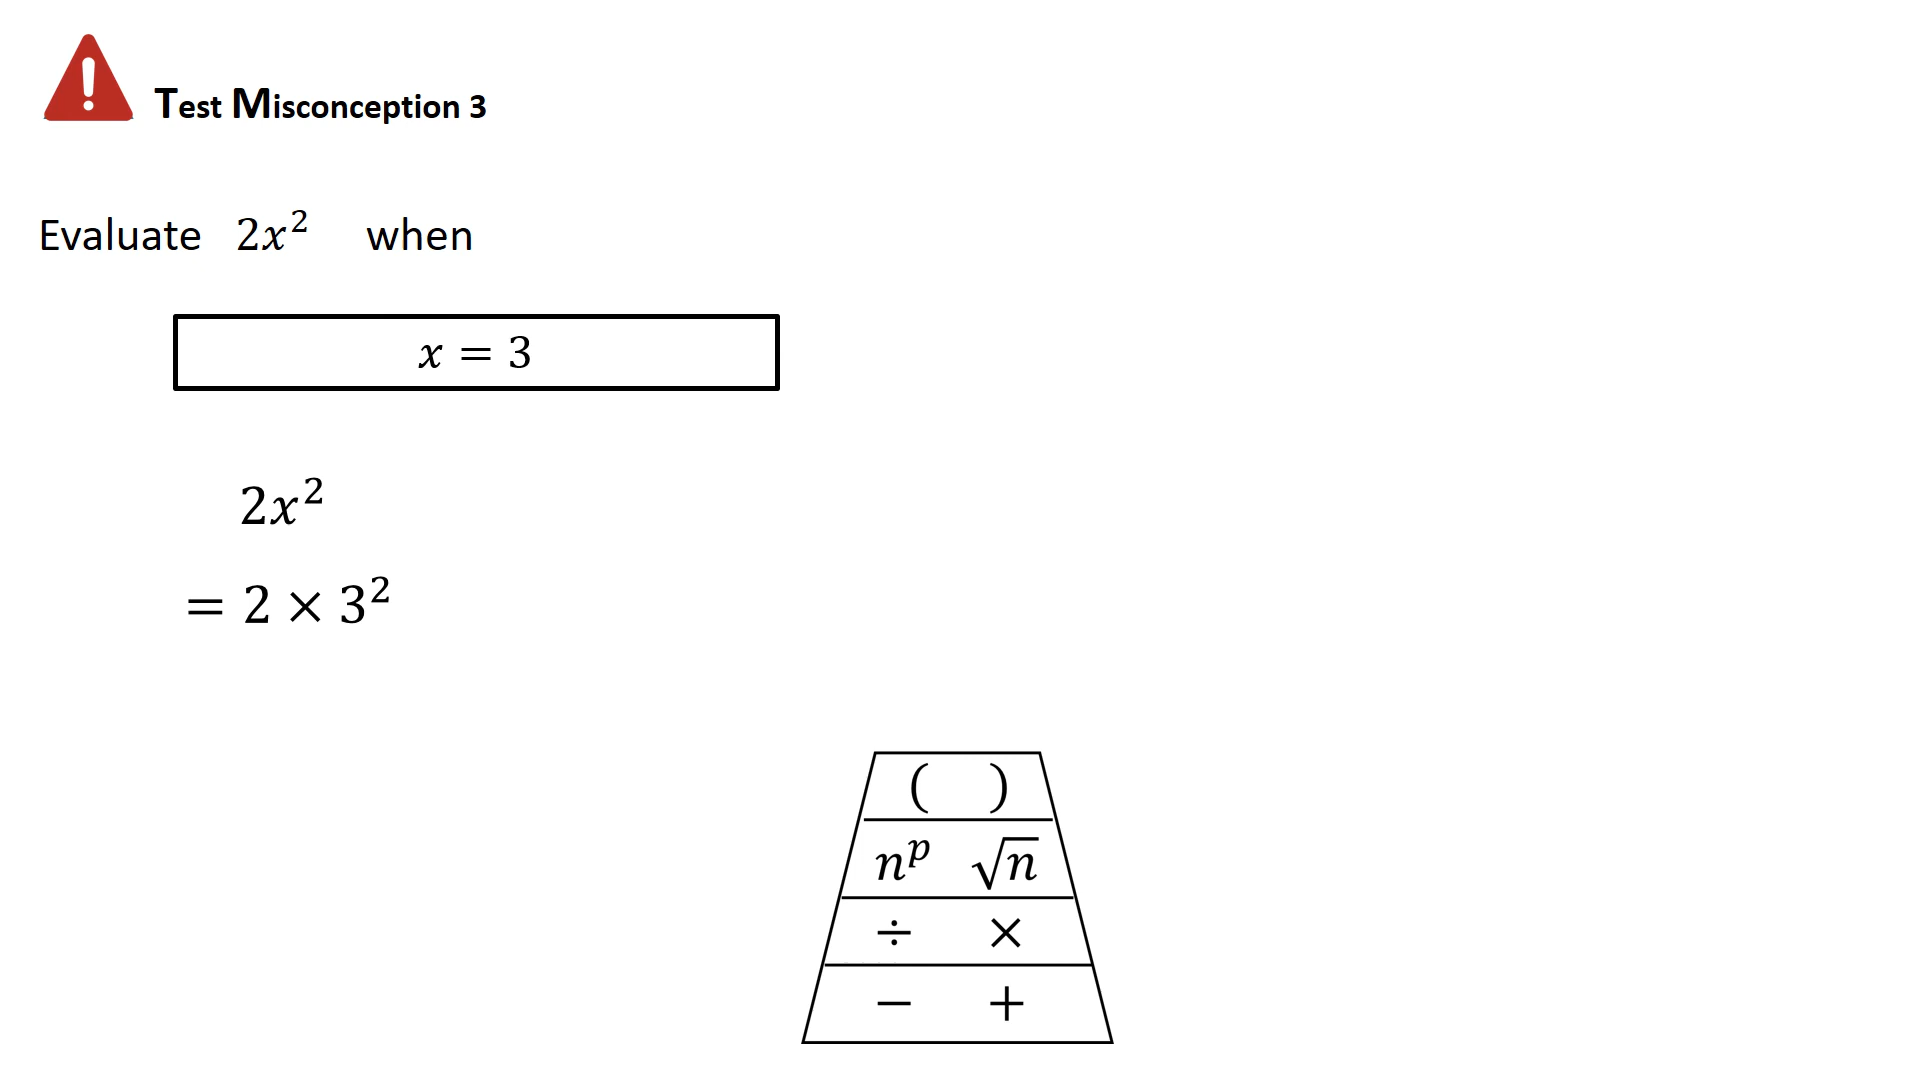 Test Misconception 3
Evaluate 2x² when
x = 3
2x²
= 2 × 3²
( )
nᵖ √n
÷ ×
− +